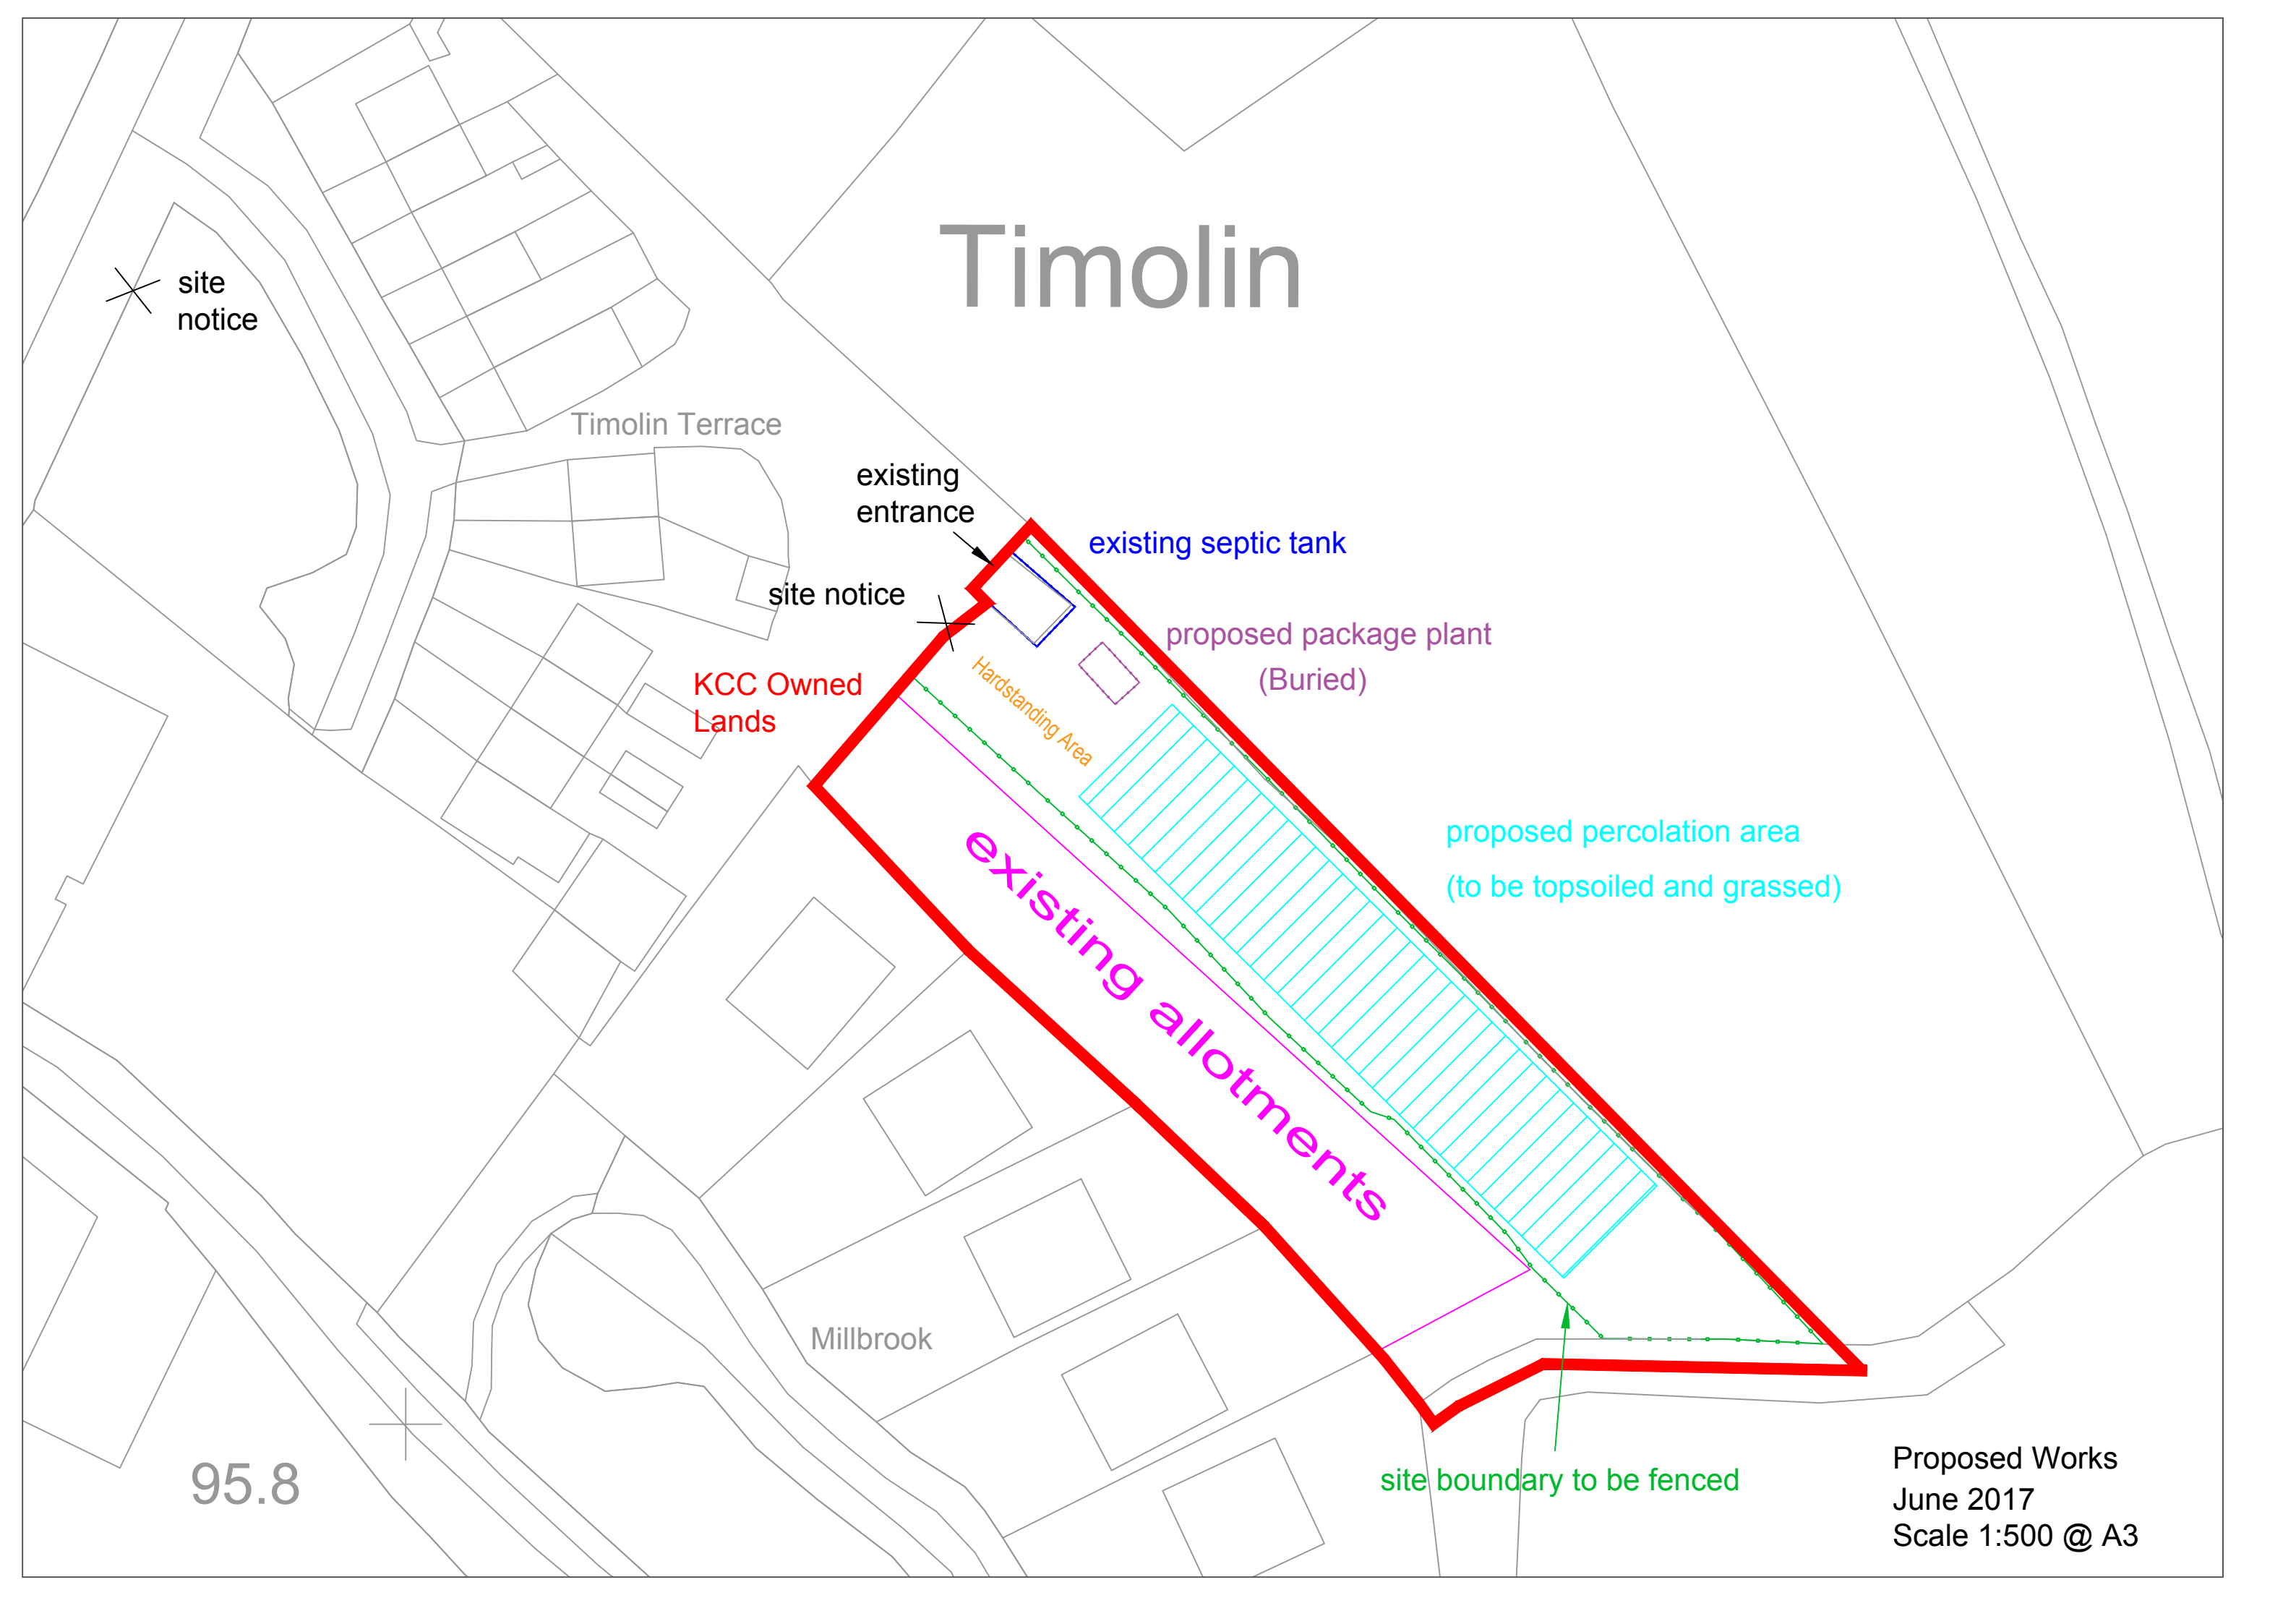 Timolin
site
notice
Timolin Terrace
existing
entrance
existing septic tank
site notice
proposed package plant
(Buried)
KCC Owned
Lands
Hardstanding Area
proposed percolation area
(to be topsoiled and grassed)
existing allotments
Millbrook
95.8
site boundary to be fenced
Proposed Works
June 2017
Scale 1:500 @ A3